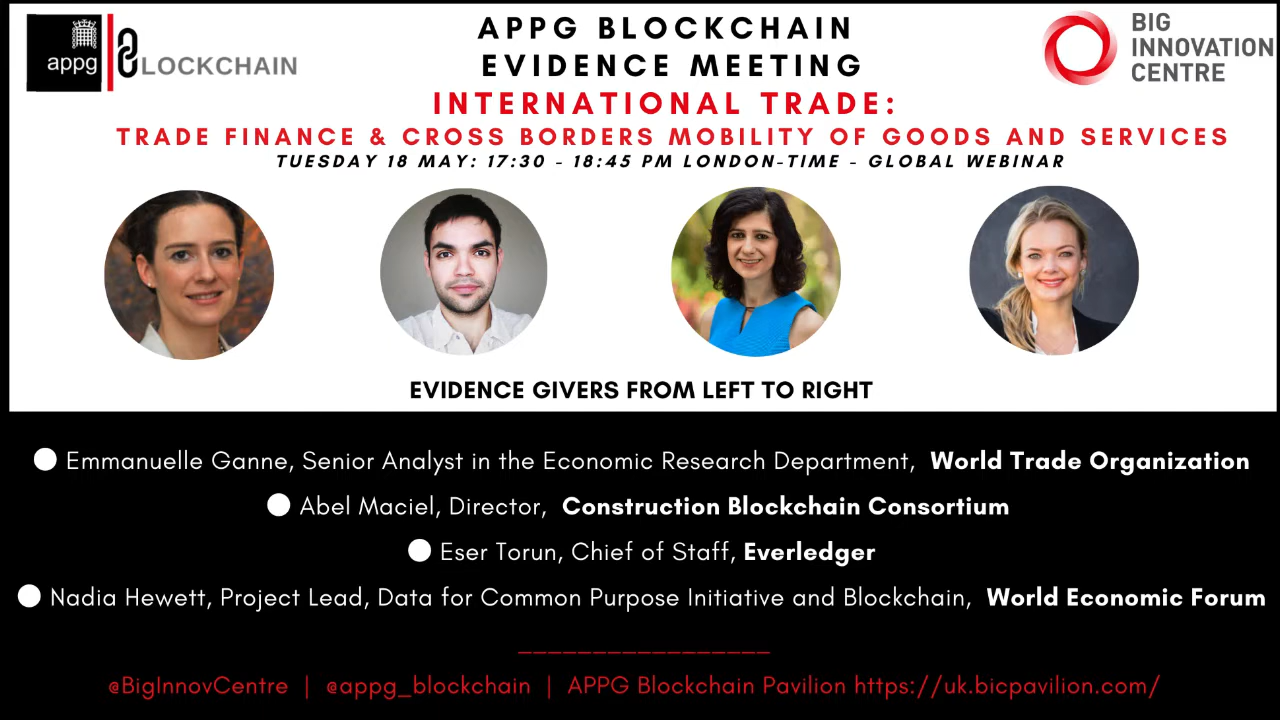 appg
BLOCKCHAIN
APPG BLOCKCHAIN
EVIDENCE MEETING
INTERNATIONAL TRADE:
TRADE FINANCE & CROSS BORDERS MOBILITY OF GOODS AND SERVICES
TUESDAY 18 MAY: 17:30 - 18:45 PM LONDON-TIME - GLOBAL WEBINAR
BIG
INNOVATION
CENTRE
EVIDENCE GIVERS FROM LEFT TO RIGHT
Emmanuelle Ganne, Senior Analyst in the Economic Research Department, World Trade Organization
Abel Maciel, Director, Construction Blockchain Consortium
Eser Torun, Chief of Staff, Everledger
Nadia Hewett, Project Lead, Data for Common Purpose Initiative and Blockchain, World Economic Forum
_________________
@BigInnovCentre | @appg_blockchain | APPG Blockchain Pavilion https://uk.bicpavilion.com/